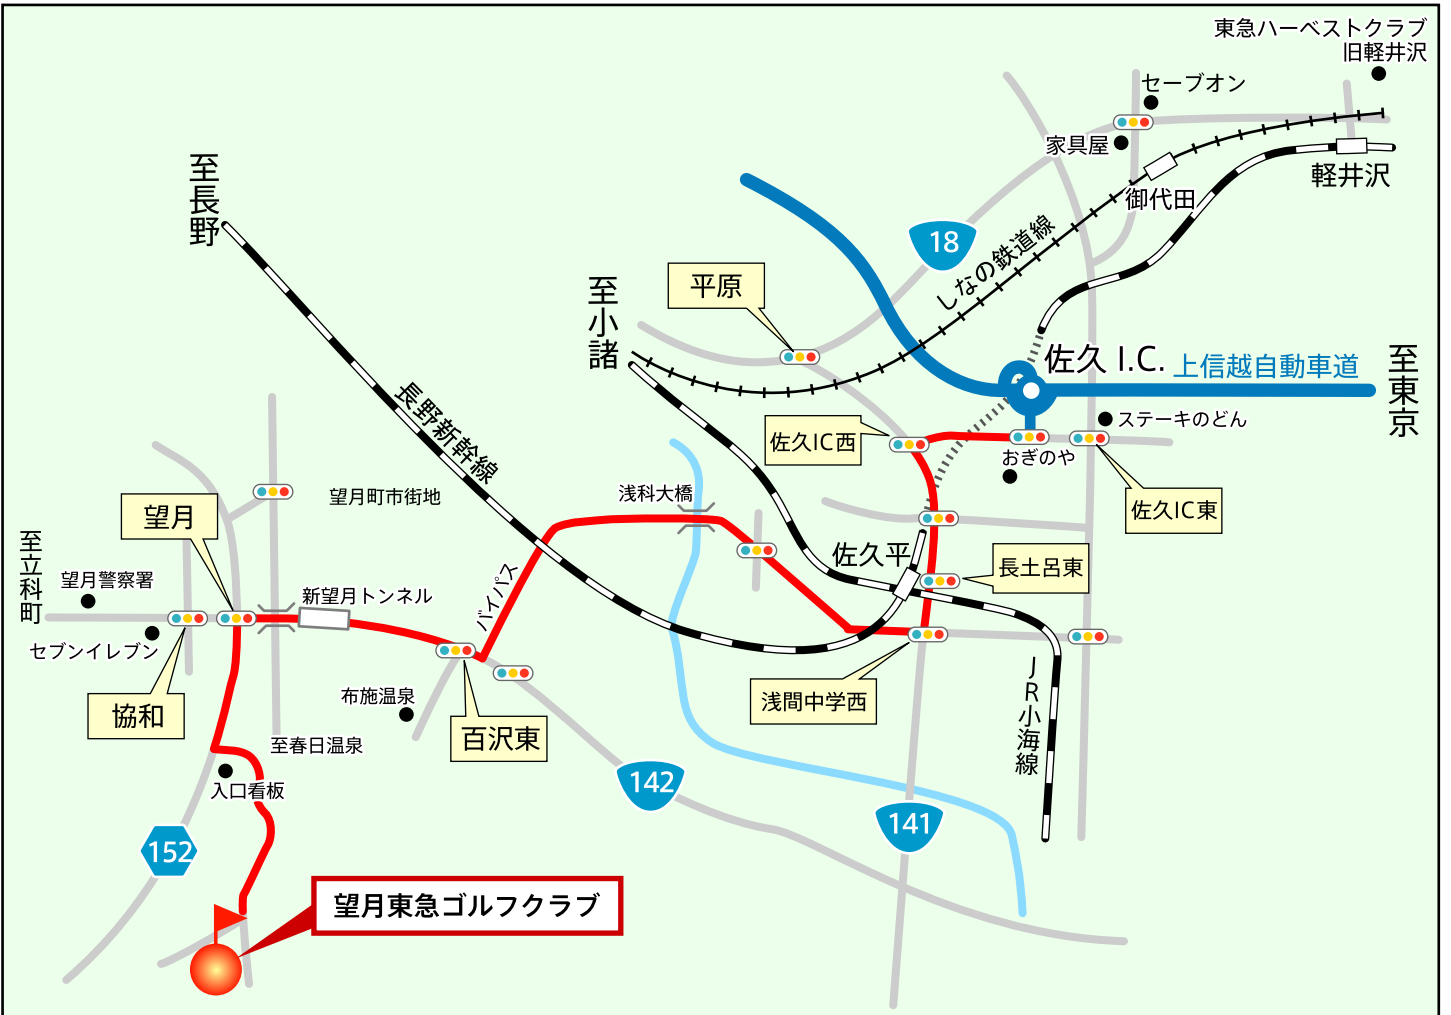 東急ハーベストクラブ
旧軽井沢
セーブオン
家具屋
軽井沢
御代田
至長野
18
しなの鉄道線
平原
至小諸
佐久 I.C.
上信越自動車道
至東京
長野新幹線
ステーキのどん
佐久IC西
おぎのや
望月町市街地
浅科大橋
佐久IC東
望月
至立科町
佐久平
長土呂東
望月警察署
新望月トンネル
バイパス
セブンイレブン
協和
布施温泉
百沢東
浅間中学西
JR小海線
至春日温泉
入口看板
142
141
152
望月東急ゴルフクラブ